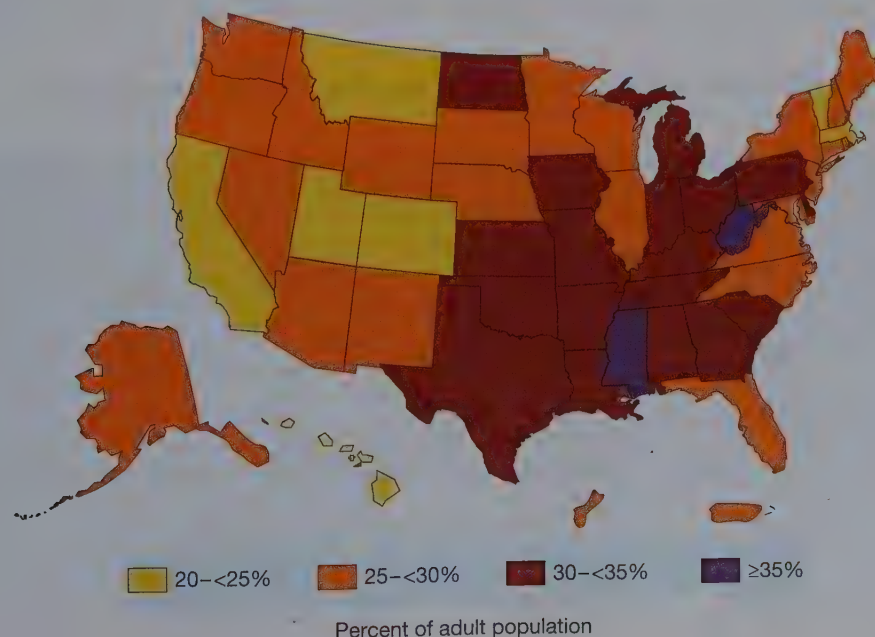 20–<25% 25–<30% 30–<35% ≥35%
Percent of adult population